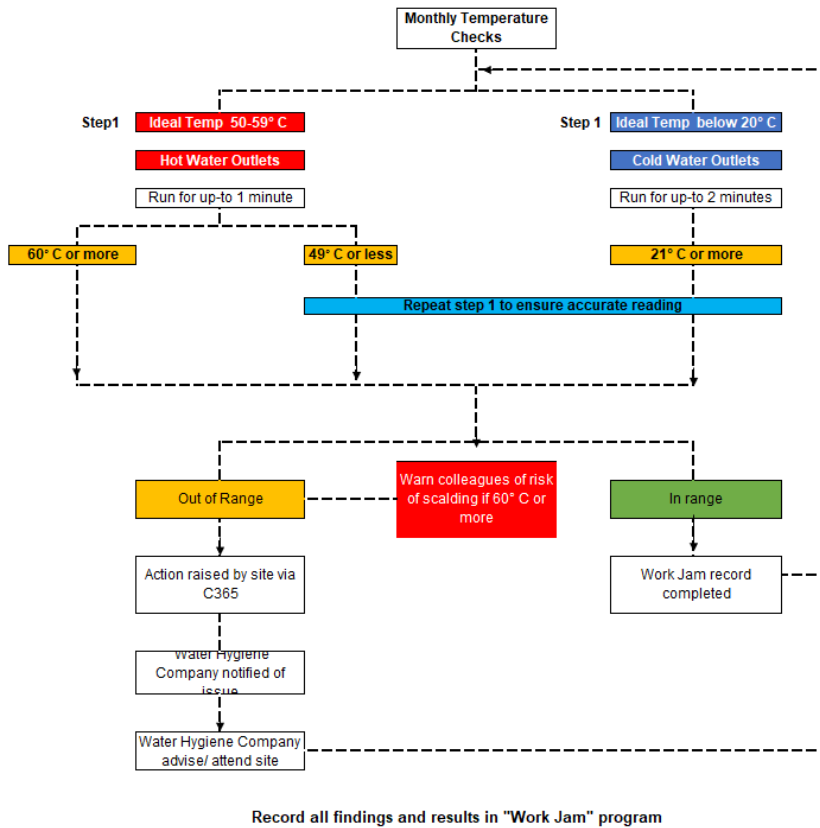 Monthly Temperature
Checks
Step1
Ideal Temp 50-59° C
Step 1
Ideal Temp below 20° C
Hot Water Outlets
Cold Water Outlets
Run for up-to 1 minute
Run for up-to 2 minutes
60° C or more
49° C or less
21° C or more
Repeat step 1 to ensure accurate reading
Out of Range
Warn colleagues of risk
of scalding if 60° C or
more
In range
Action raised by site via
C365
Work Jam record
completed
Water Hygiene
Company notified of
issue
Water Hygiene Company
advise/ attend site
Record all findings and results in "Work Jam" program